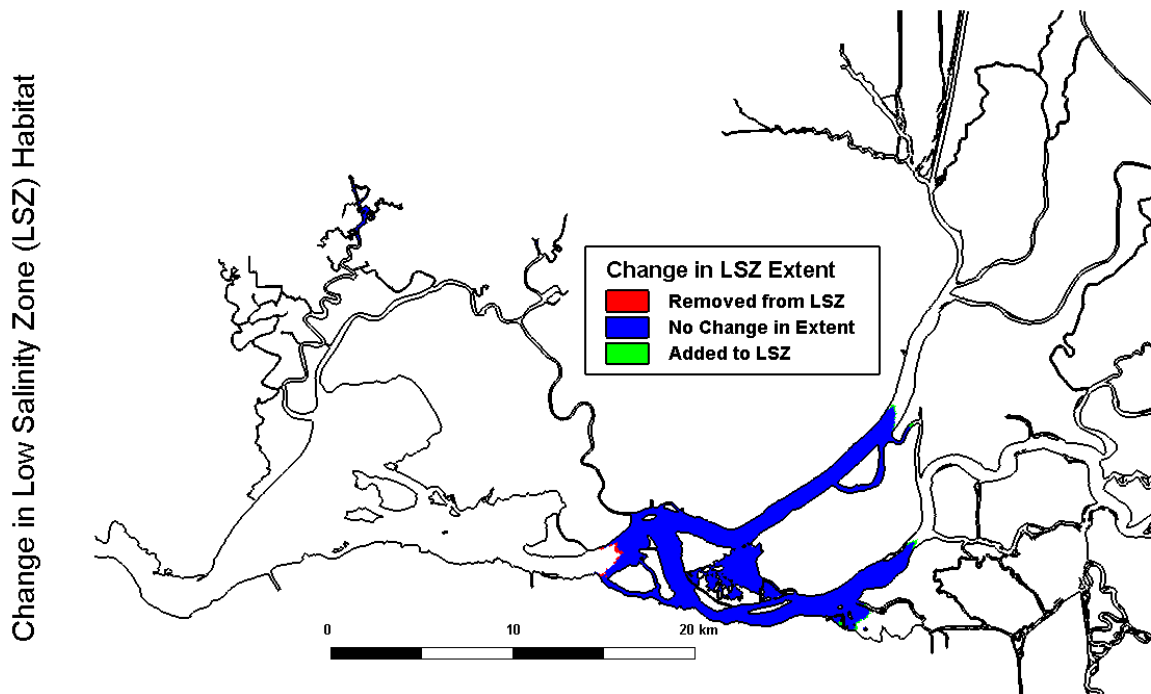 Change in Low Salinity Zone (LSZ) Habitat
Change in LSZ Extent
Removed from LSZ
No Change in Extent
Added to LSZ
0 10 20 km